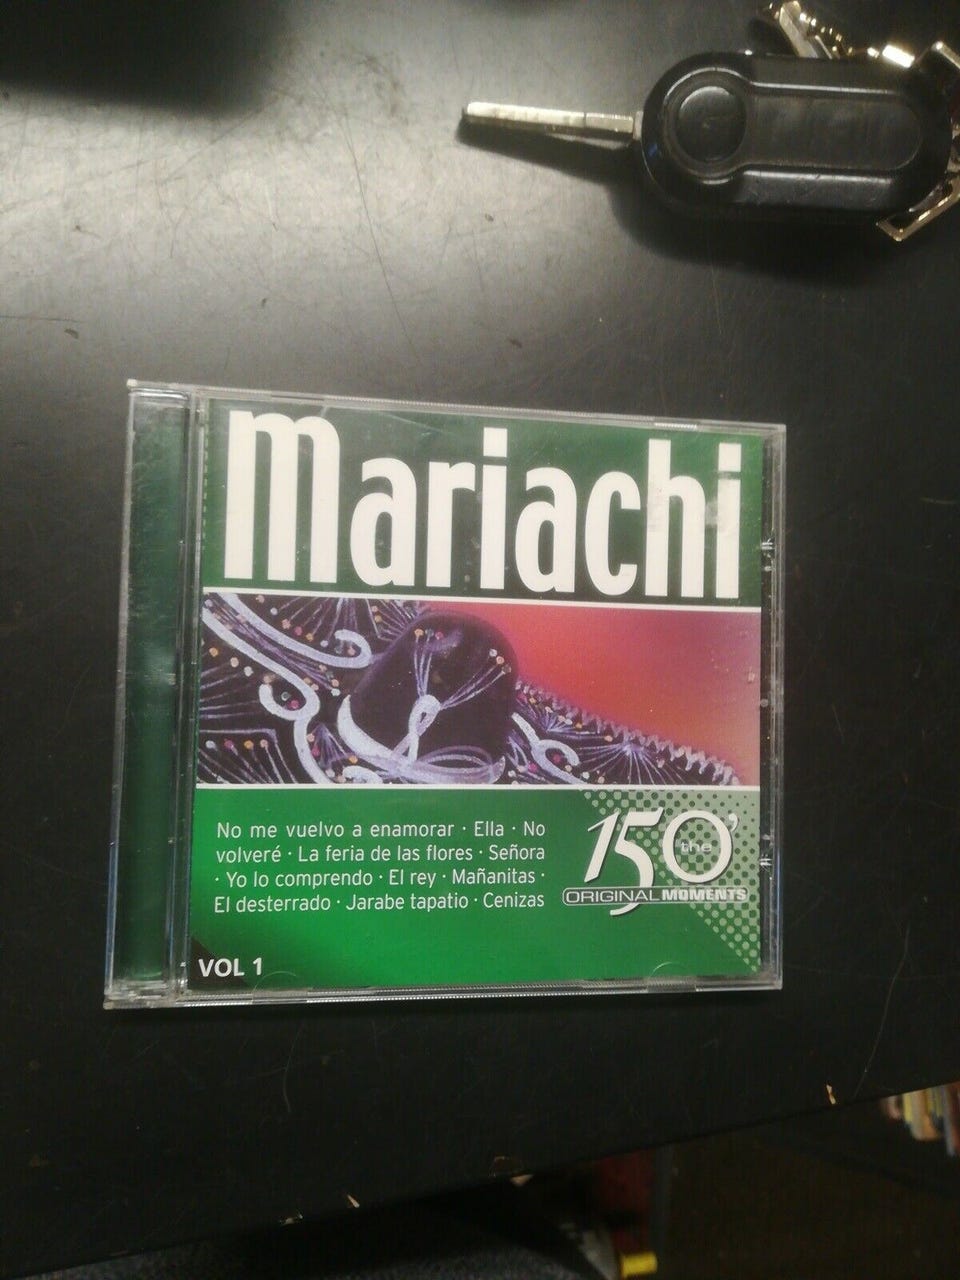 mariachi
No me vuelvo a enamorar · Ella · No
volveré · La feria de las flores · Señora
· Yo lo comprendo · El rey · Mañanitas ·
El desterrado · Jarabe tapatio · Cenizas
the 150'
ORIGINAL MOMENTS
VOL 1